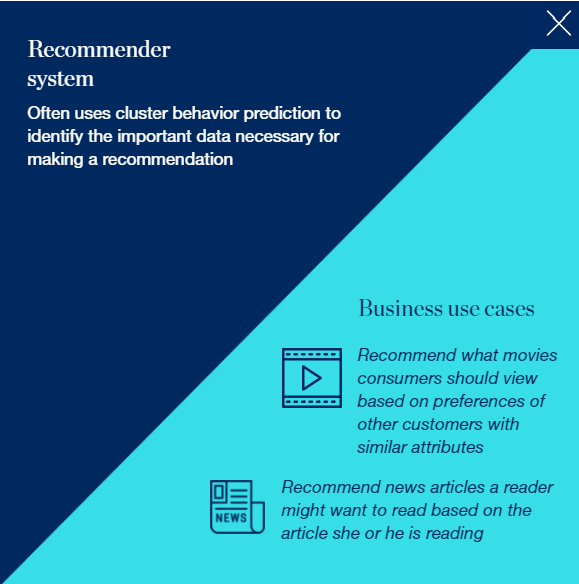 Recommender
system
Often uses cluster behavior prediction to
identify the important data necessary for
making a recommendation
Business use cases
Recommend what movies
consumers should view
based on preferences of
other customers with
similar attributes
NEWS
Recommend news articles a reader
might want to read based on the
article she or he is reading